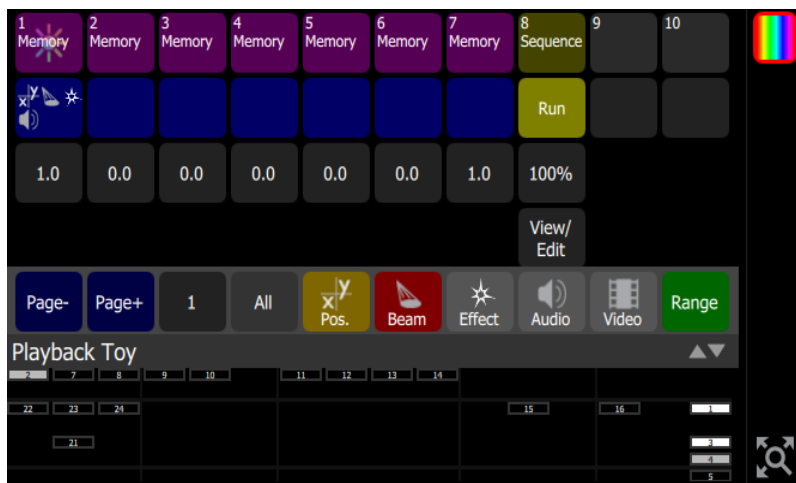 1 2 3 4 5 6 7 8 9 10
Memory Memory Memory Memory Memory Memory Memory Sequence
x y Run
1.0 0.0 0.0 0.0 0.0 0.0 1.0 100%
View/
Edit
Page- Page+ 1 All x y Pos. Beam Effect Audio Video Range
Playback Toy
2 7 8 9 10 11 12 13 14
22 23 24 15 16 1
21 3
4
5